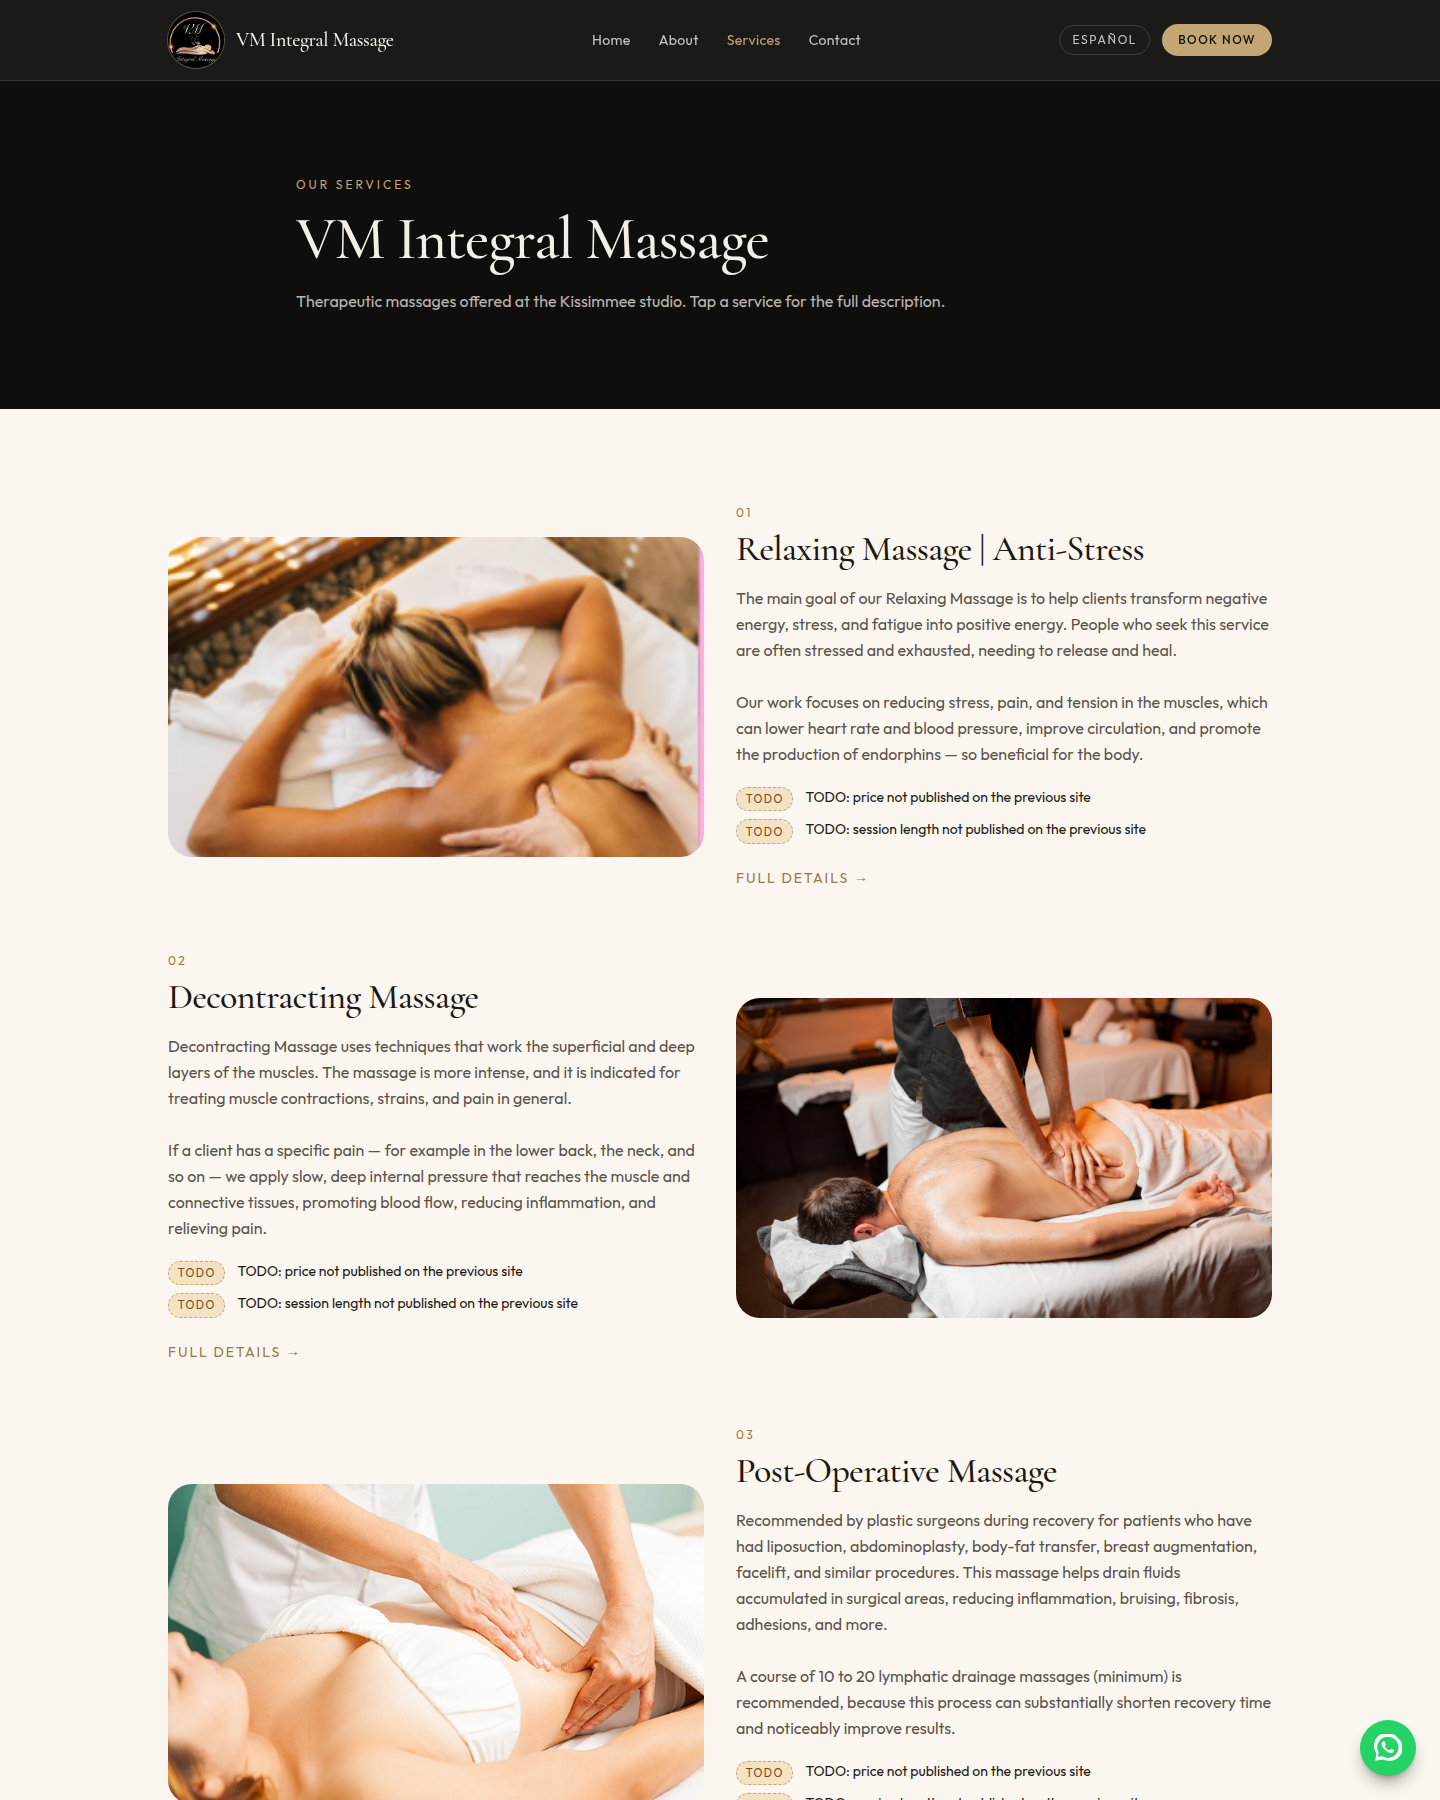 VM
Integral Massage
VM Integral Massage
Home
About
Services
Contact
ESPAÑOL
BOOK NOW
OUR SERVICES
VM Integral Massage
Therapeutic massages offered at the Kissimmee studio. Tap a service for the full description.
01
Relaxing Massage | Anti-Stress
The main goal of our Relaxing Massage is to help clients transform negative
energy, stress, and fatigue into positive energy. People who seek this service
are often stressed and exhausted, needing to release and heal.
Our work focuses on reducing stress, pain, and tension in the muscles, which
can lower heart rate and blood pressure, improve circulation, and promote
the production of endorphins — so beneficial for the body.
TODO TODO: price not published on the previous site
TODO TODO: session length not published on the previous site
FULL DETAILS →
02
Decontracting Massage
Decontracting Massage uses techniques that work the superficial and deep
layers of the muscles. The massage is more intense, and it is indicated for
treating muscle contractions, strains, and pain in general.
If a client has a specific pain — for example in the lower back, the neck, and
so on — we apply slow, deep internal pressure that reaches the muscle and
connective tissues, promoting blood flow, reducing inflammation, and
relieving pain.
TODO TODO: price not published on the previous site
TODO TODO: session length not published on the previous site
FULL DETAILS →
03
Post-Operative Massage
Recommended by plastic surgeons during recovery for patients who have
had liposuction, abdominoplasty, body-fat transfer, breast augmentation,
facelift, and similar procedures. This massage helps drain fluids
accumulated in surgical areas, reducing inflammation, bruising, fibrosis,
adhesions, and more.
A course of 10 to 20 lymphatic drainage massages (minimum) is
recommended, because this process can substantially shorten recovery time
and noticeably improve results.
TODO TODO: price not published on the previous site